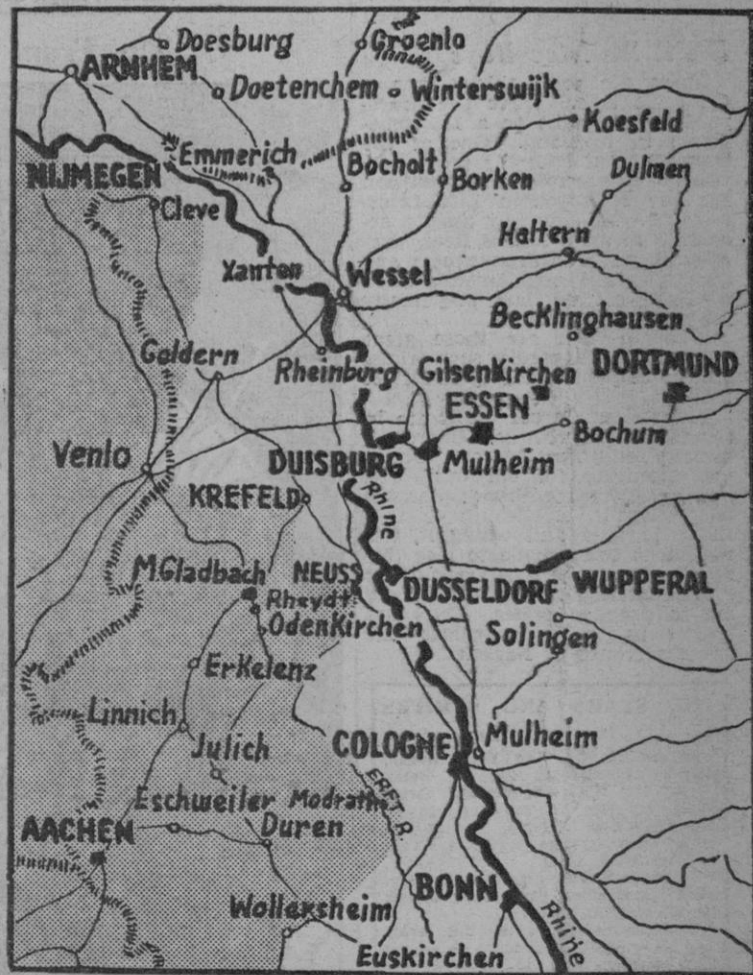 Doesburg
Groenlo
ARNHEM
Doetenchem
Winterswijk
Koesfeld
Emmerich
Bocholt
Borken
Dulmen
NIJMEGEN
Cleve
Haltern
Xanten
Wessel
Becklinghausen
Goldern
Rheinburg
GilsenKirchen
DORTMUND
ESSEN
Bochum
Venlo
DUISBURG
Mulheim
KREFELD
Rhine
M.Gladbach
NEUSS
DUSSELDORF
WUPPERAL
Rheydt
OdenKirchen
Solingen
ErKelenz
Linnich
Julich
COLOGNE
Mulheim
ERFT R.
Eschweiler
Modrath
AACHEN
Duren
BONN
Wollersheim
Rhine
Euskirchen